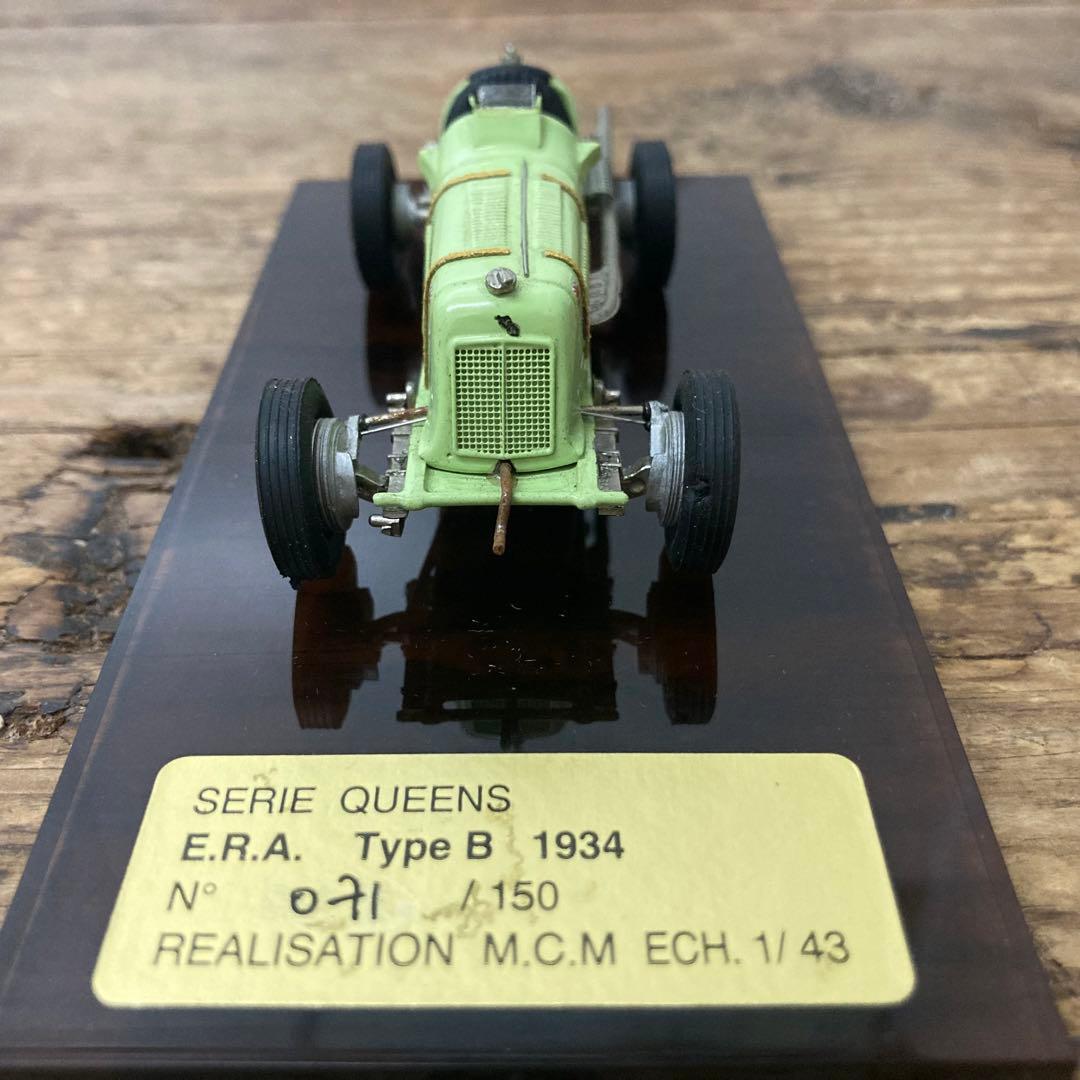 SERIE QUEENS
E.R.A. Type B 1934
N° 071 / 150
REALISATION M.C.M ECH. 1/ 43